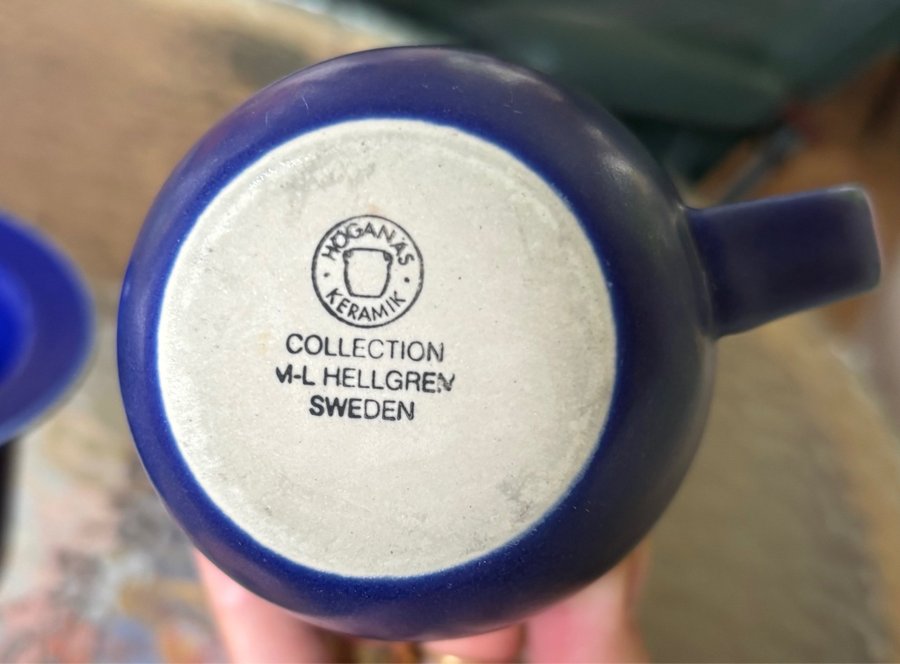 HÖGANÄS
KERAMIK
COLLECTION
M-L HELLGREN
SWEDEN